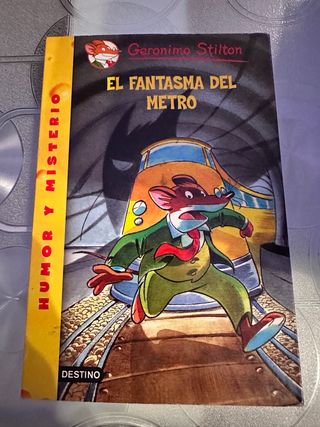 Geronimo Stilton
EL FANTASMA DEL
METRO
HUMOR Y MISTERIO
DESTINO